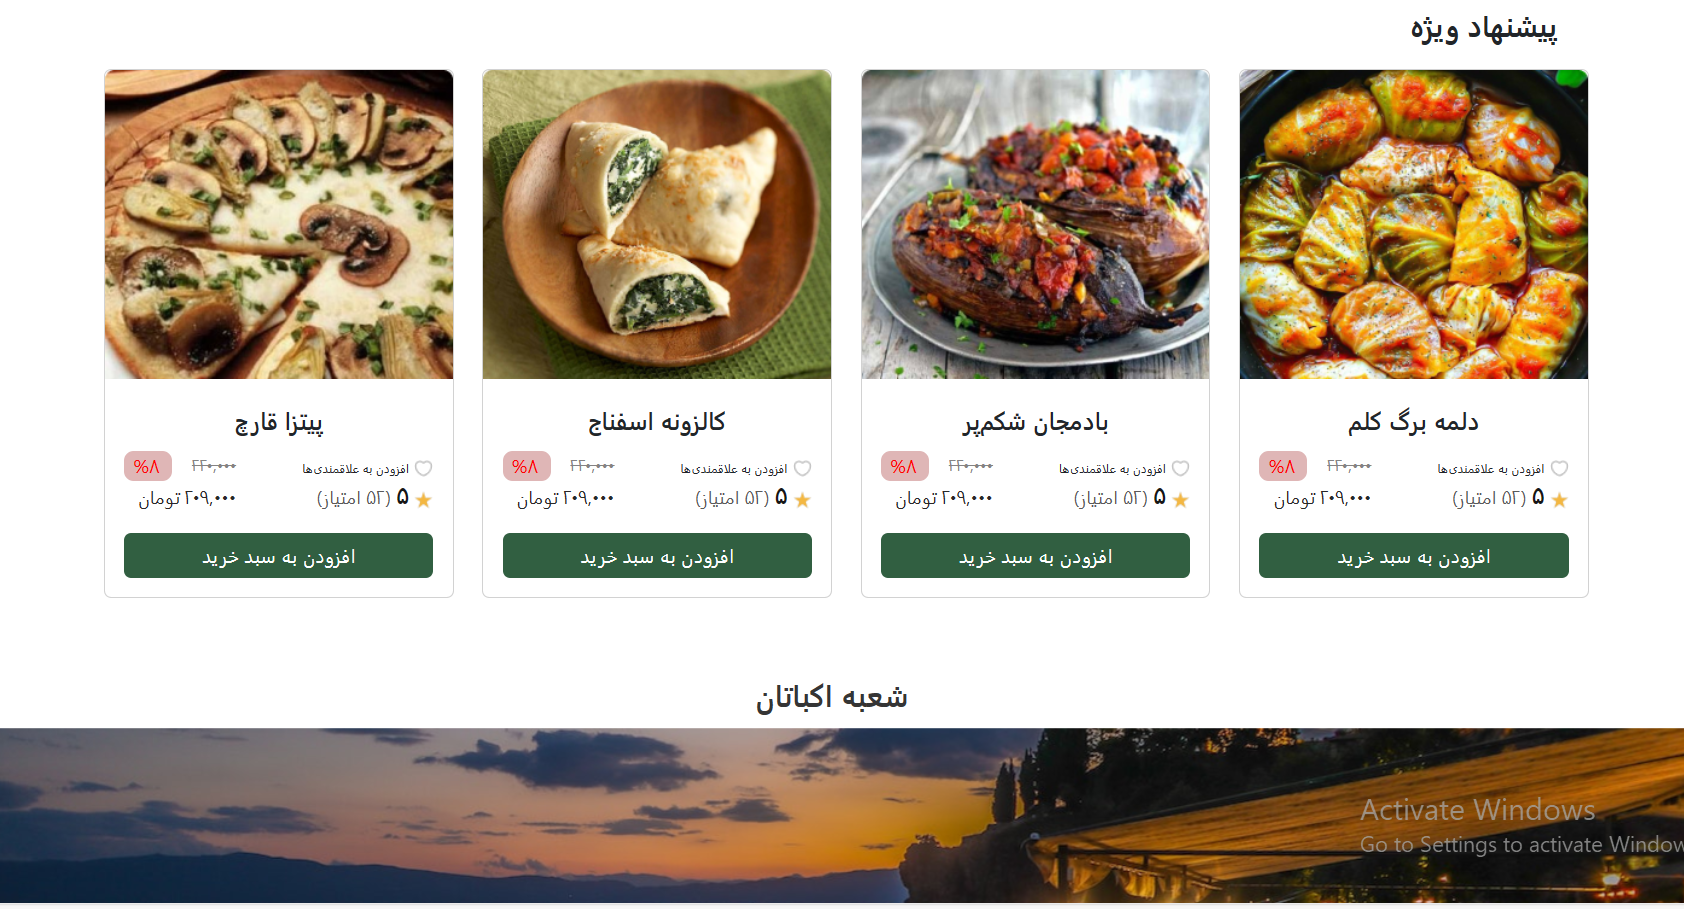 پیشنهاد ویژه
دلمه برگ کلم
افزودن به علاقمندی‌ها ۲۲۰,۰۰۰ %۸
۵ (۵۲ امتیاز) ۲۰۹,۰۰۰ تومان
افزودن به سبد خرید
بادمجان شکم‌پر
افزودن به علاقمندی‌ها ۲۲۰,۰۰۰ %۸
۵ (۵۲ امتیاز) ۲۰۹,۰۰۰ تومان
افزودن به سبد خرید
کالزونه اسفناج
افزودن به علاقمندی‌ها ۲۲۰,۰۰۰ %۸
۵ (۵۲ امتیاز) ۲۰۹,۰۰۰ تومان
افزودن به سبد خرید
پیتزا قارچ
افزودن به علاقمندی‌ها ۲۲۰,۰۰۰ %۸
۵ (۵۲ امتیاز) ۲۰۹,۰۰۰ تومان
افزودن به سبد خرید
شعبه اکباتان
Activate Windows
Go to Settings to activate Window